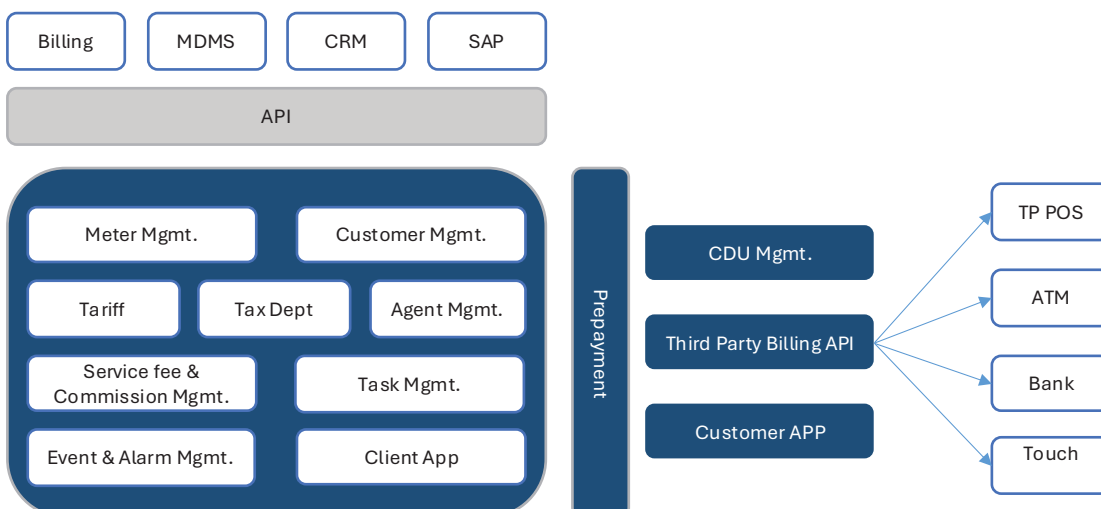 Billing
MDMS
CRM
SAP
API
Meter Mgmt.
Customer Mgmt.
Tariff
Tax Dept
Agent Mgmt.
Service fee &
Commission Mgmt.
Task Mgmt.
Event & Alarm Mgmt.
Client App
Prepayment
CDU Mgmt.
Third Party Billing API
Customer APP
TP POS
ATM
Bank
Touch